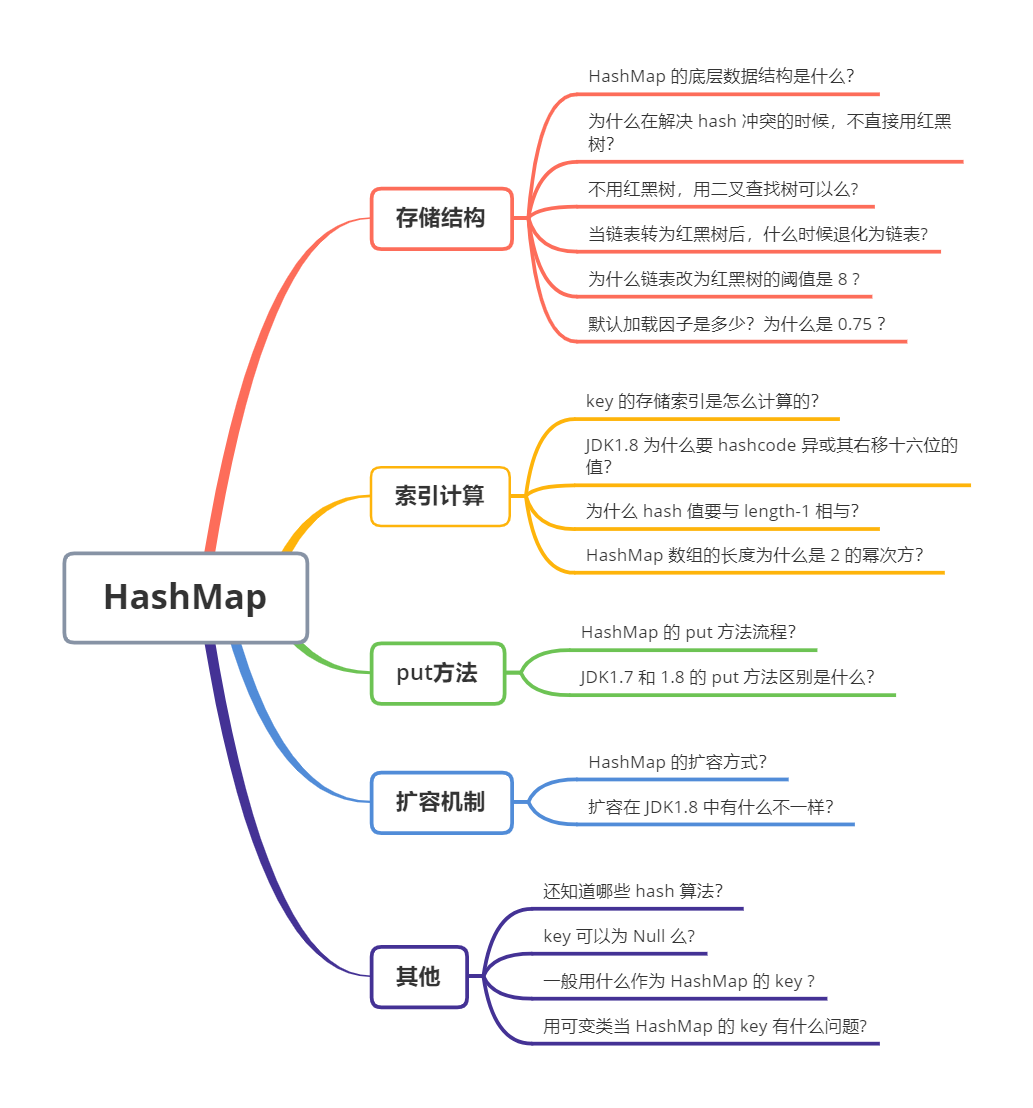 HashMap
存储结构
HashMap 的底层数据结构是什么？
为什么在解决 hash 冲突的时候，不直接用红黑
树？
不用红黑树，用二叉查找树可以么?
当链表转为红黑树后，什么时候退化为链表?
为什么链表改为红黑树的阈值是 8 ?
默认加载因子是多少？为什么是 0.75 ？
索引计算
key 的存储索引是怎么计算的？
JDK1.8 为什么要 hashcode 异或其右移十六位的
值？
为什么 hash 值要与 length-1 相与？
HashMap 数组的长度为什么是 2 的幂次方？
put方法
HashMap 的 put 方法流程？
JDK1.7 和 1.8 的 put 方法区别是什么？
扩容机制
HashMap 的扩容方式？
扩容在 JDK1.8 中有什么不一样？
其他
还知道哪些 hash 算法？
key 可以为 Null 么?
一般用什么作为 HashMap 的 key ?
用可变类当 HashMap 的 key 有什么问题?